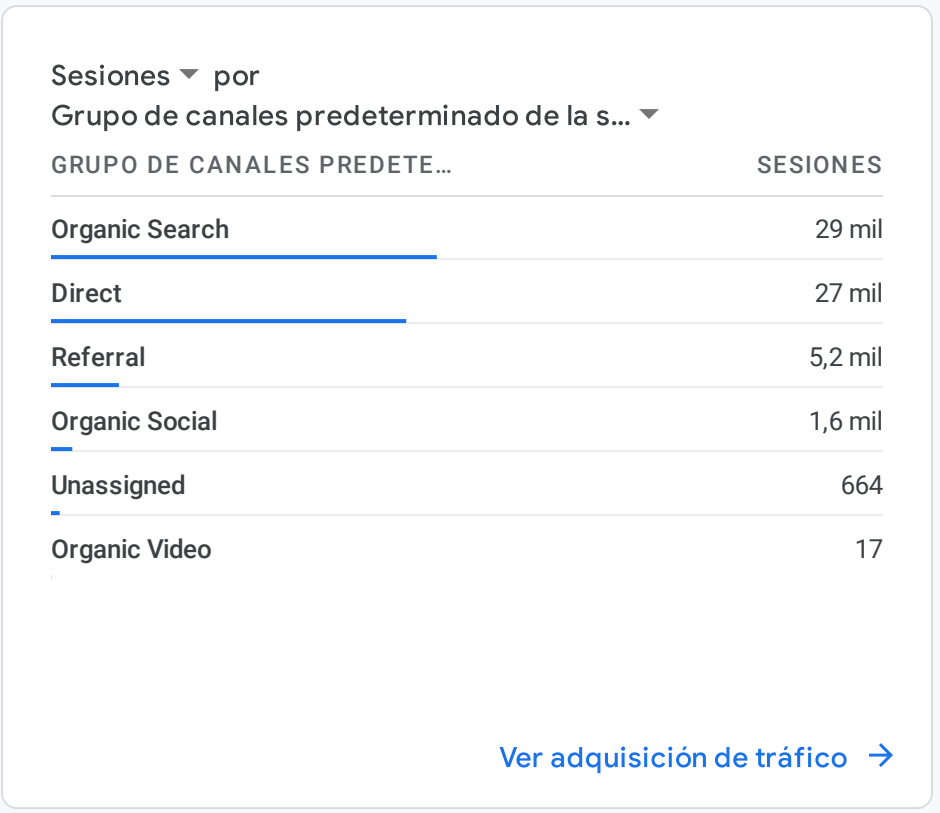 Sesiones por
Grupo de canales predeterminado de la s...
GRUPO DE CANALES PREDETE... SESIONES
Organic Search 29 mil
Direct 27 mil
Referral 5,2 mil
Organic Social 1,6 mil
Unassigned 664
Organic Video 17
Ver adquisición de tráfico